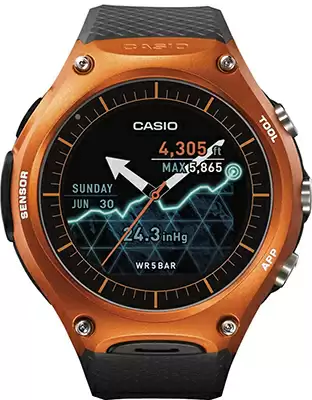 CASIO
CASIO
4,305 ft
MAX 5,865
SUNDAY
JUN 30
24.3 inHg
WR5BAR
SENSOR
TOOL
APP